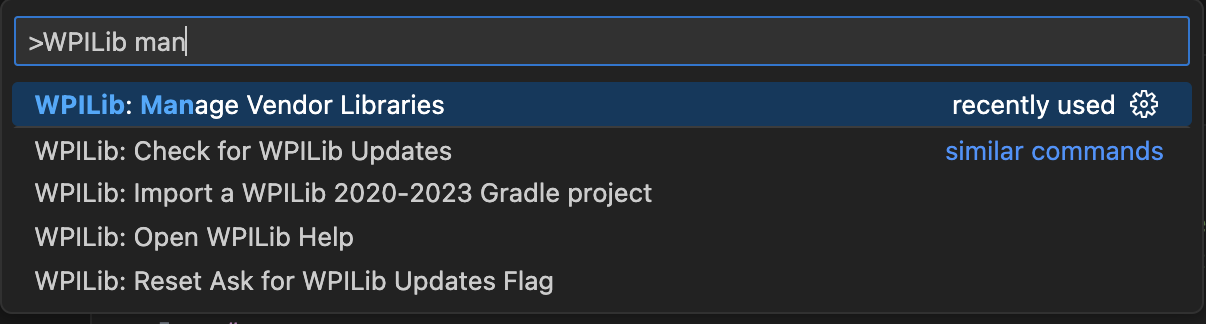 >WPILib man
WPILib: Manage Vendor Libraries recently used
WPILib: Check for WPILib Updates similar commands
WPILib: Import a WPILib 2020-2023 Gradle project
WPILib: Open WPILib Help
WPILib: Reset Ask for WPILib Updates Flag